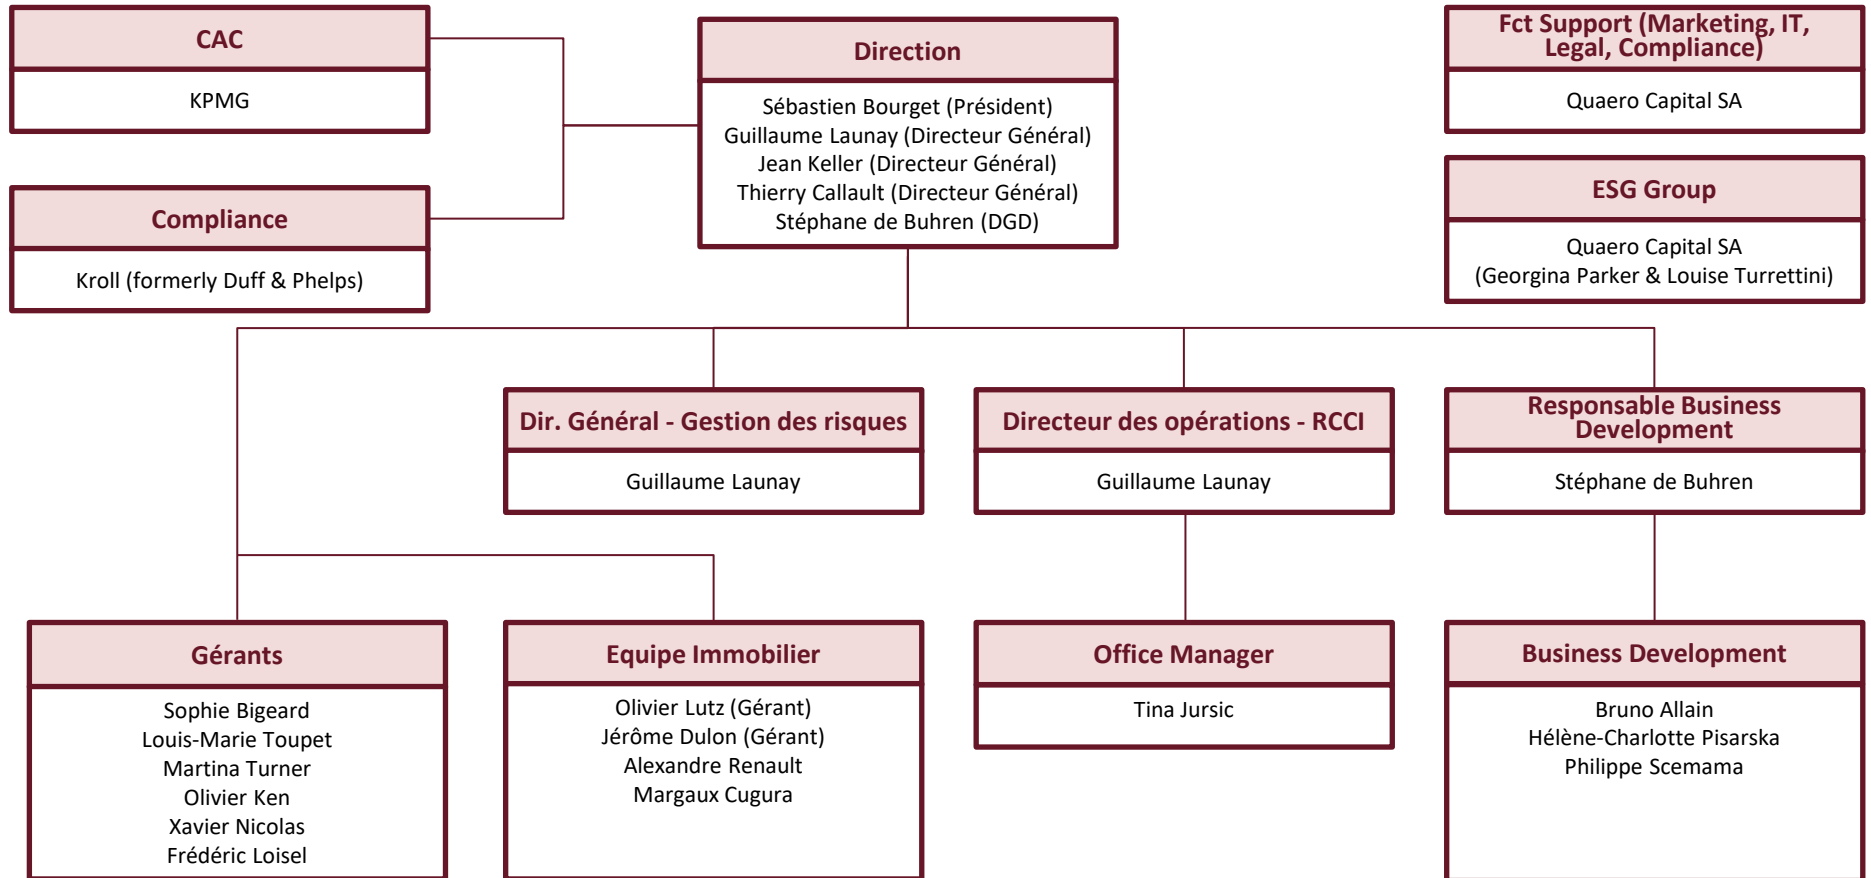 CAC
KPMG
Compliance
Kroll (formerly Duff & Phelps)
Direction
Sébastien Bourget (Président)
Guillaume Launay (Directeur Général)
Jean Keller (Directeur Général)
Thierry Callault (Directeur Général)
Stéphane de Buhren (DGD)
Fct Support (Marketing, IT,
Legal, Compliance)
Quaero Capital SA
ESG Group
Quaero Capital SA
(Georgina Parker & Louise Turrettini)
Dir. Général - Gestion des risques
Guillaume Launay
Directeur des opérations - RCCI
Guillaume Launay
Responsable Business
Development
Stéphane de Buhren
Gérants
Sophie Bigeard
Louis-Marie Toupet
Martina Turner
Olivier Ken
Xavier Nicolas
Frédéric Loisel
Equipe Immobilier
Olivier Lutz (Gérant)
Jérôme Dulon (Gérant)
Alexandre Renault
Margaux Cugura
Office Manager
Tina Jursic
Business Development
Bruno Allain
Hélène-Charlotte Pisarska
Philippe Scemama